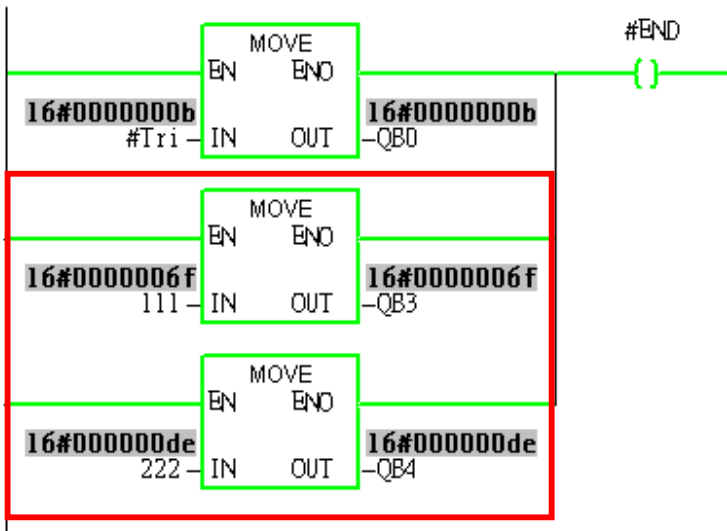 #END
MOVE
EN ENO
16#0000000b 16#0000000b
#Tri IN OUT QB0
MOVE
EN ENO
16#0000006f 16#0000006f
111 IN OUT QB3
MOVE
EN ENO
16#000000de 16#000000de
222 IN OUT QB4